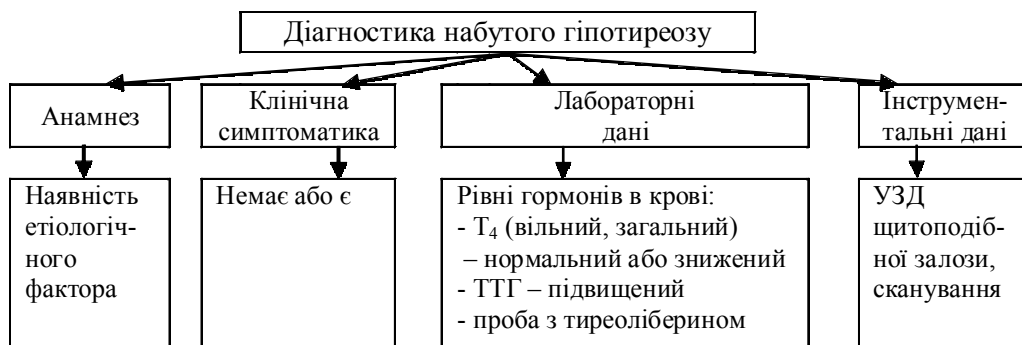 Діагностика набутого гіпотиреозу
Анамнез
Клінічна
симптоматика
Лабораторні
дані
Інструмен-
тальні дані
Наявність
етіологіч-
ного
фактора
Немає або є
Рівні гормонів в крові:
- Т₄ (вільний, загальний)
– нормальний або знижений
- ТТГ – підвищений
- проба з тиреоліберином
УЗД
щитоподіб-
ної залози,
сканування